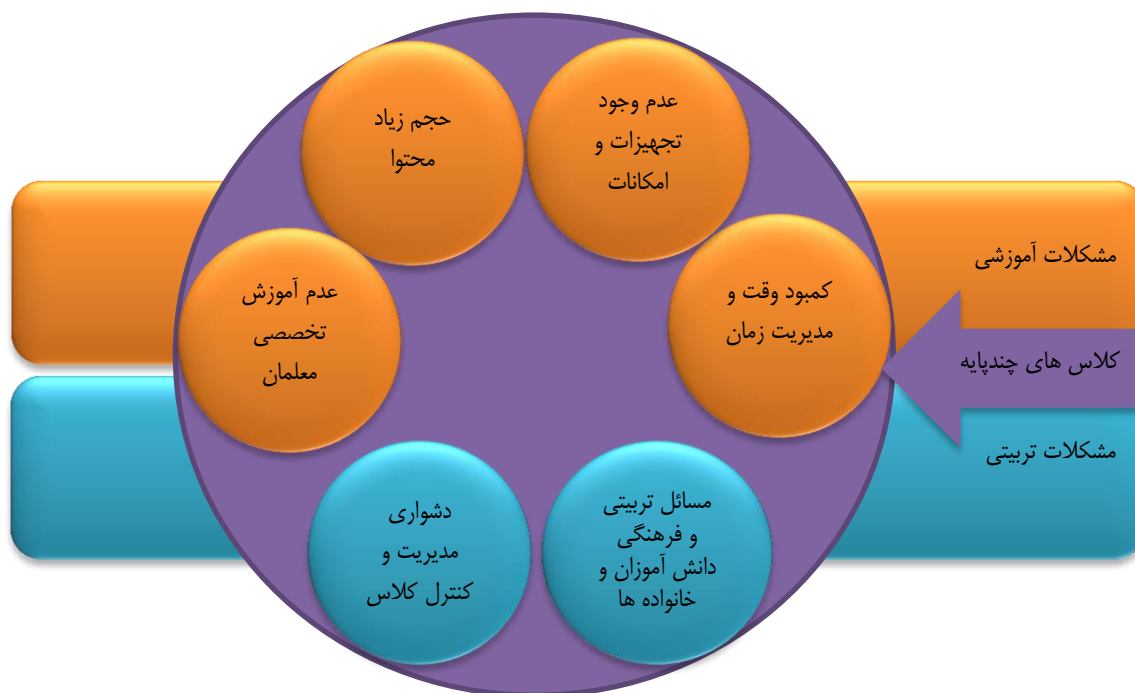 عدم وجود
تجهیزات و
امکانات
حجم زیاد
محتوا
کمبود وقت و
مدیریت زمان
عدم آموزش
تخصصی
معلمان
مشکلات آموزشی
کلاس های چندپایه
مشکلات تربیتی
مسائل تربیتی
و فرهنگی
دانش آموزان و
خانواده ها
دشواری
مدیریت و
کنترل کلاس